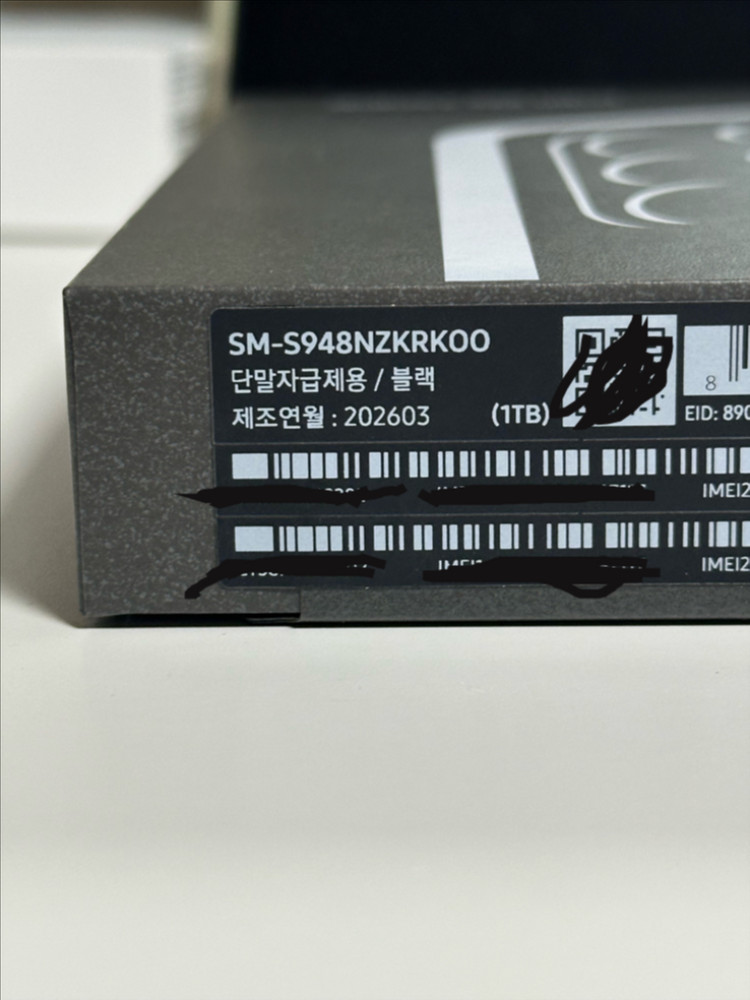 SM-S948NZKRKOO
단말자급제용 / 블랙
제조연월 : 202603 (1TB)
8
EID: 890
IMEI2
IMEI2